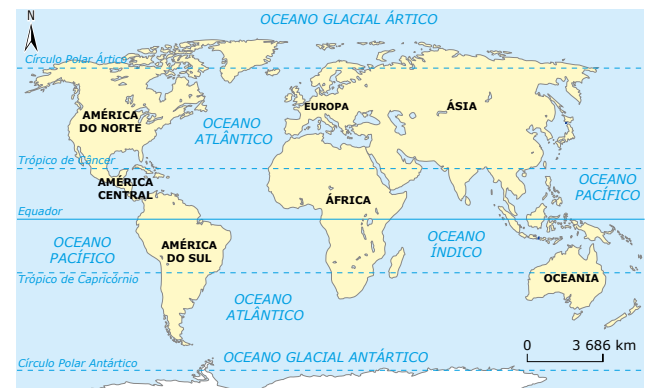 N
OCEANO GLACIAL ÁRTICO
Círculo Polar Ártico
AMÉRICA
DO NORTE
OCEANO
ATLÂNTICO
EUROPA
ÁSIA
Trópico de Câncer
AMÉRICA
CENTRAL
ÁFRICA
OCEANO
PACÍFICO
Equador
OCEANO
PACÍFICO
AMÉRICA
DO SUL
OCEANO
ÍNDICO
Trópico de Capricórnio
OCEANIA
OCEANO
ATLÂNTICO
0 3 686 km
OCEANO GLACIAL ANTÁRTICO
Círculo Polar Antártico